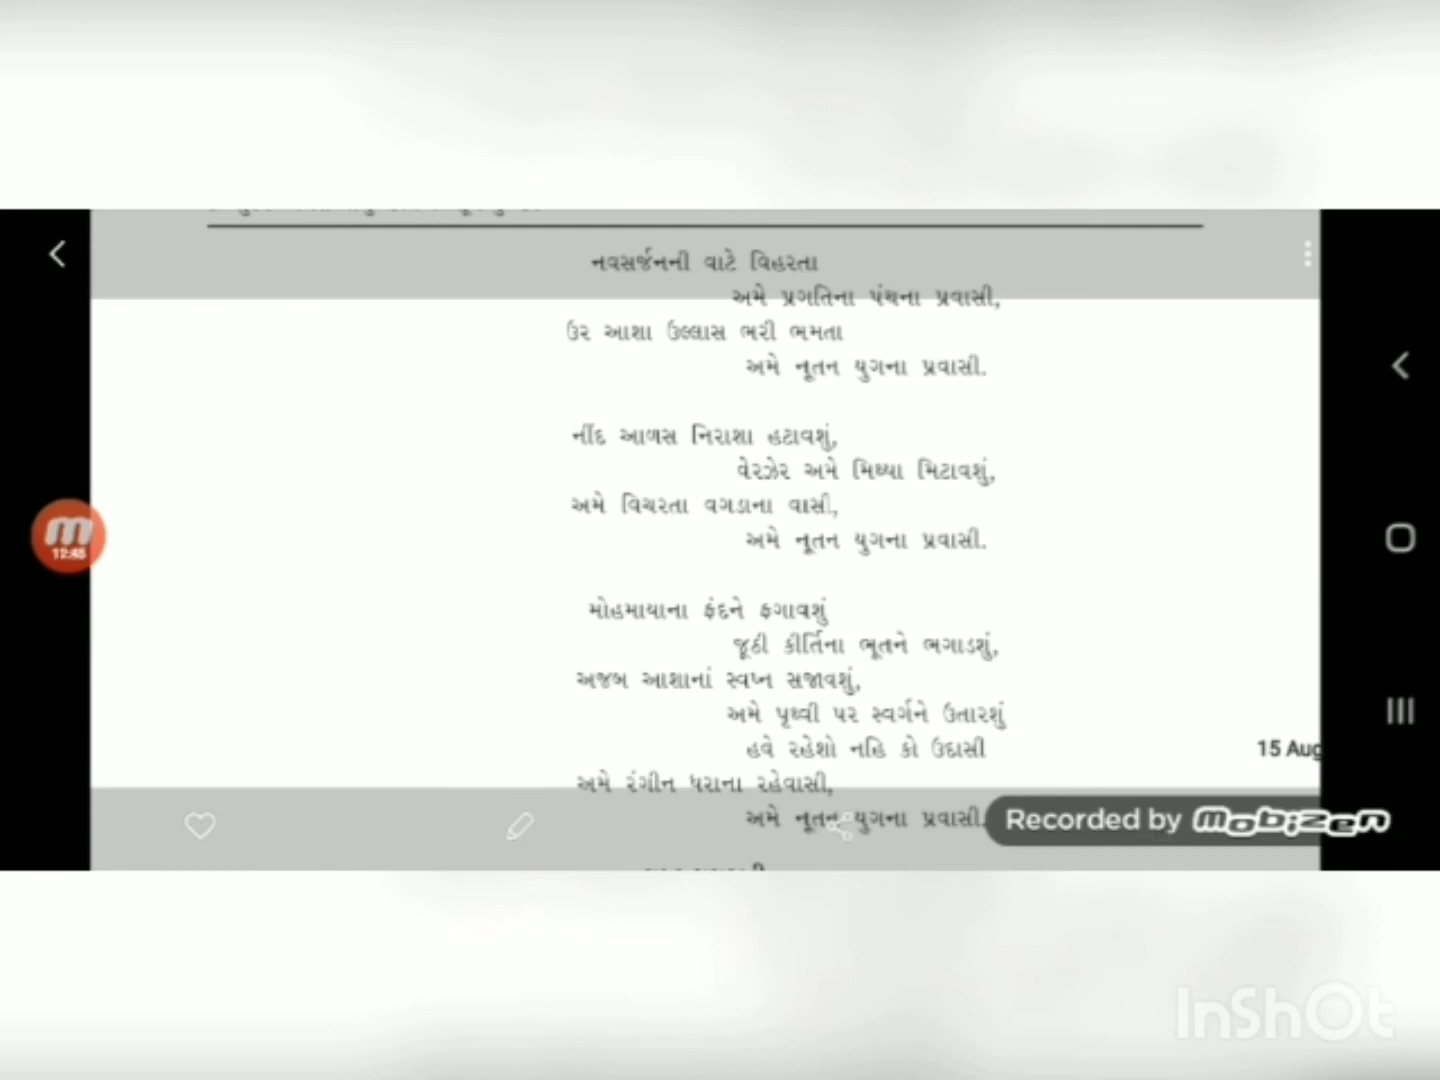 નવસર્જનની વાટે વિહરતા
અમે પ્રગતિના પંથના પ્રવાસી,
ઉર આશા ઉલ્લાસ ભરી ભમતા
અમે નૂતન યુગના પ્રવાસી.
નીંદ આળસ નિરાશા હટાવશું,
વેરઝેર અમે મિથ્યા મિટાવશું,
અમે વિચરતા વગડાના વાસી,
અમે નૂતન યુગના પ્રવાસી.
મોહમાયાના ફંદને ફગાવશું
જૂઠી કીર્તિના ભૂતને ભગાડશું,
અજબ આશાનાં સ્વપ્ન સજાવશું,
અમે પૃથ્વી પર સ્વર્ગને ઉતારશું
હવે રહેશો નહિ કો ઉદાસી
15 Aug
અમે રંગીન ધરાના રહેવાસી,
અમે નૂતન યુગના પ્રવાસી.
Recorded by mobizen
12:48
InShOt